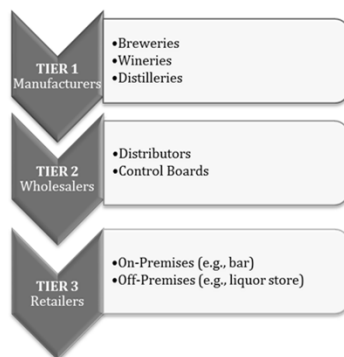 TIER 1
Manufacturers
•Breweries
•Wineries
•Distilleries
TIER 2
Wholesalers
•Distributors
•Control Boards
TIER 3
Retailers
•On-Premises (e.g., bar)
•Off-Premises (e.g., liquor store)